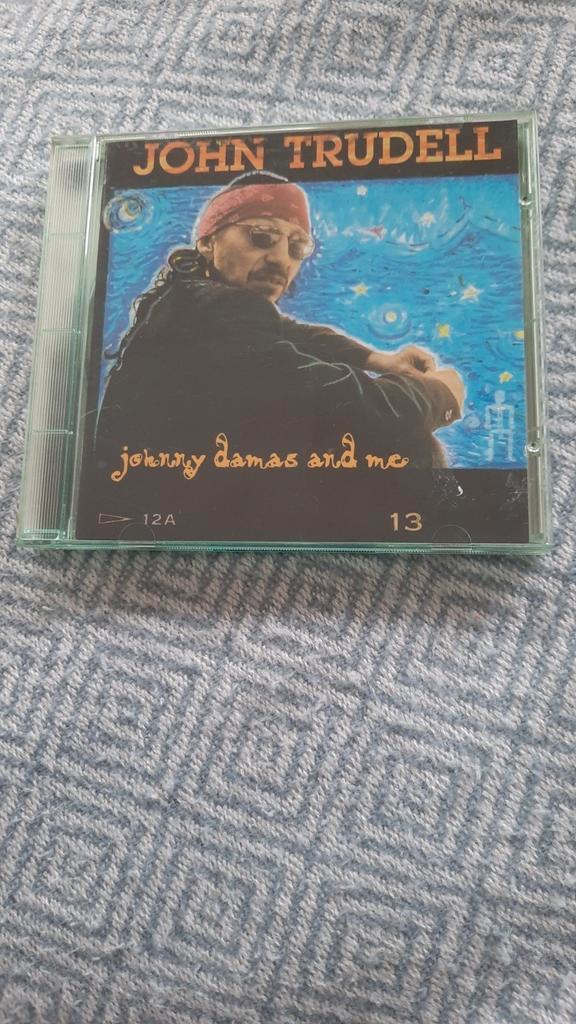 JOHN TRUDELL
johnny damas and me
12A 13